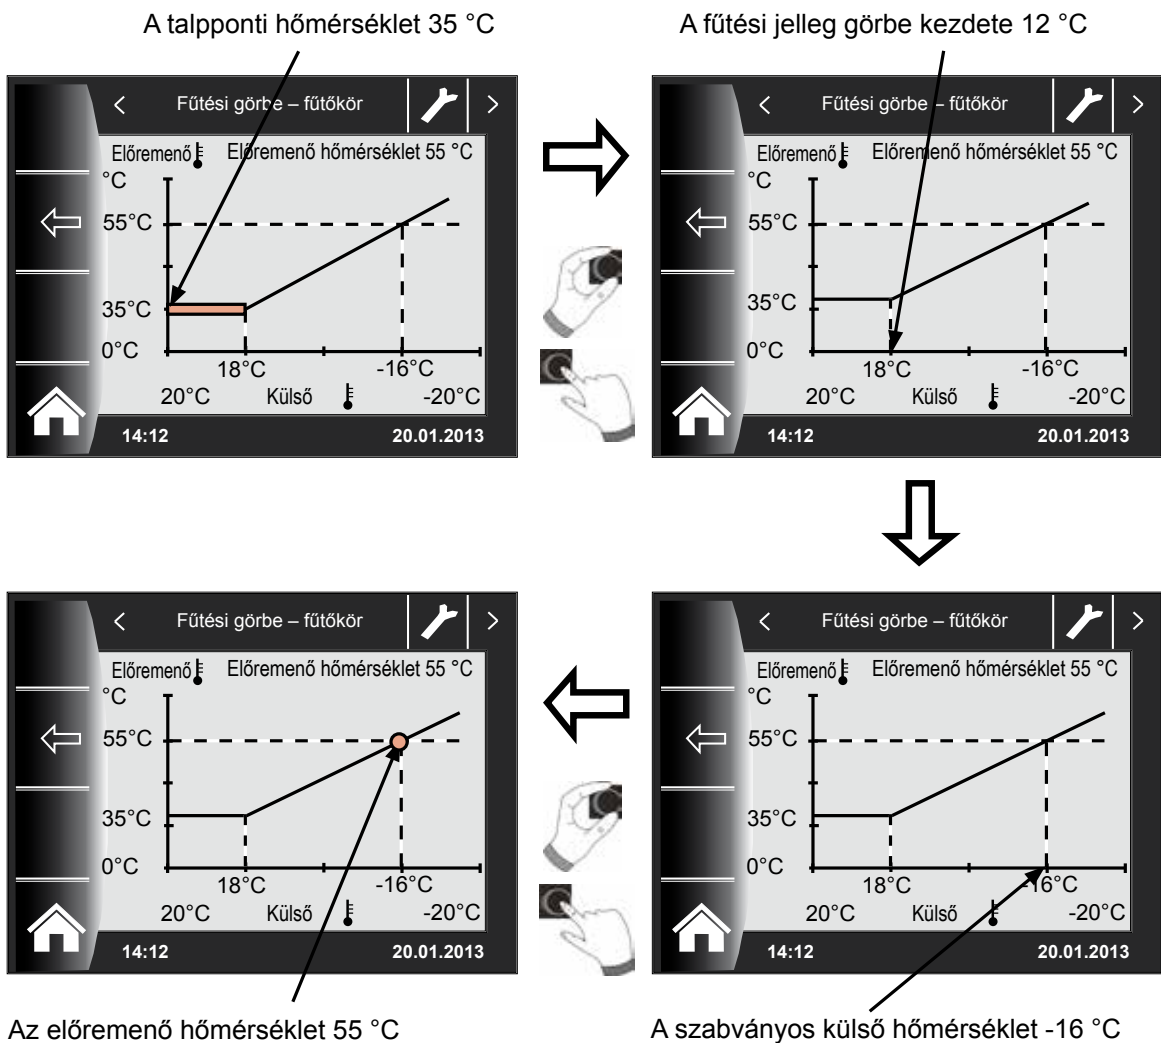 A talpponti hőmérséklet 35 °C
A fűtési jelleg görbe kezdete 12 °C
< Fűtési görbe – fűtőkör >
Előremenő Előremenő hőmérséklet 55 °C
°C
55°C
35°C
0°C
18°C -16°C
20°C Külső -20°C
14:12 20.01.2013
< Fűtési görbe – fűtőkör >
Előremenő Előremenő hőmérséklet 55 °C
°C
55°C
35°C
0°C
18°C -16°C
20°C Külső -20°C
14:12 20.01.2013
< Fűtési görbe – fűtőkör >
Előremenő Előremenő hőmérséklet 55 °C
°C
55°C
35°C
0°C
18°C -16°C
20°C Külső -20°C
14:12 20.01.2013
< Fűtési görbe – fűtőkör >
Előremenő Előremenő hőmérséklet 55 °C
°C
55°C
35°C
0°C
18°C -16°C
20°C Külső -20°C
14:12 20.01.2013
Az előremenő hőmérséklet 55 °C
A szabványos külső hőmérséklet -16 °C